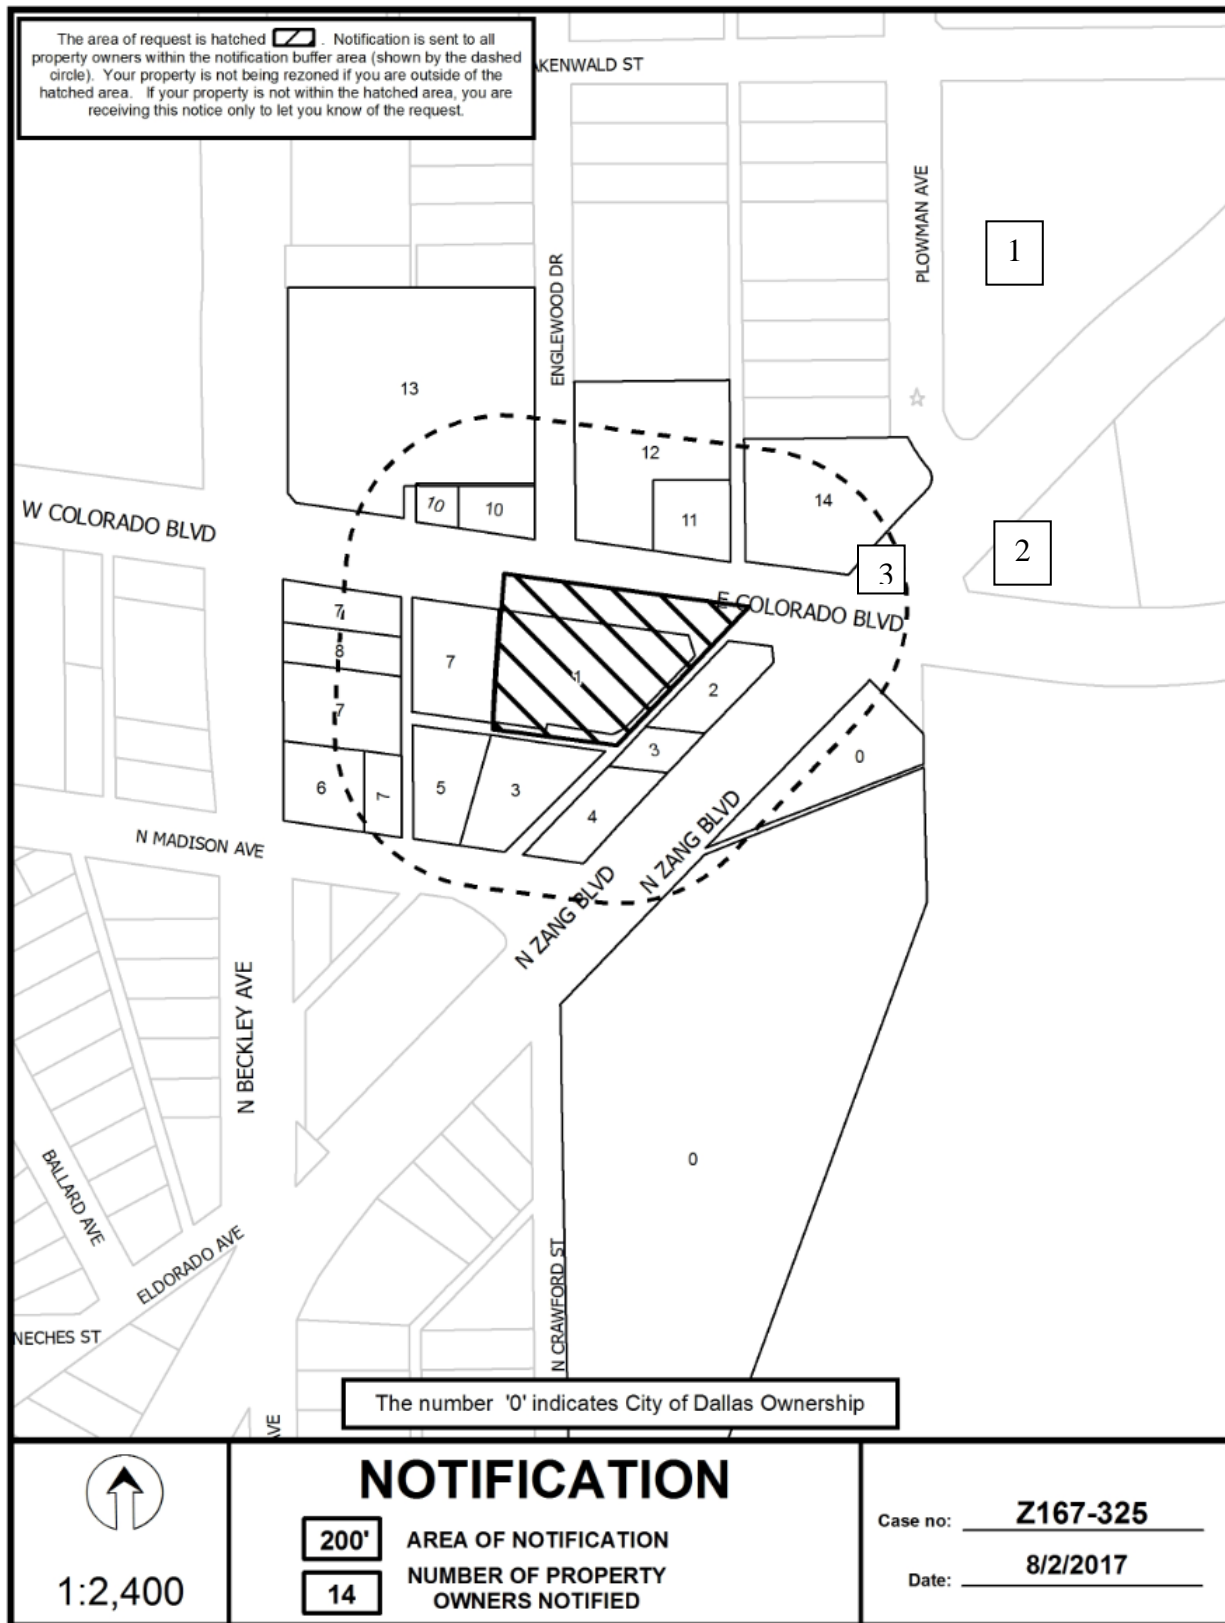 The area of request is hatched . Notification is sent to all
property owners within the notification buffer area (shown by the dashed
circle). Your property is not being rezoned if you are outside of the
hatched area. If your property is not within the hatched area, you are
receiving this notice only to let you know of the request.
AKENWALD ST
PLOWMAN AVE
1
ENGLEWOOD DR
13
12
10
10
11
14
W COLORADO BLVD
2
3
E COLORADO BLVD
7
8
7
7
1
2
3
0
6
7
5
3
4
N MADISON AVE
N ZANG BLVD
N ZANG BLVD
N BECKLEY AVE
BALLARD AVE
ELDORADO AVE
0
N CRAWFORD ST
NECHES ST
AVE
The number '0' indicates City of Dallas Ownership
1:2,400
NOTIFICATION
200' AREA OF NOTIFICATION
14 NUMBER OF PROPERTY
OWNERS NOTIFIED
Case no: Z167-325
Date: 8/2/2017